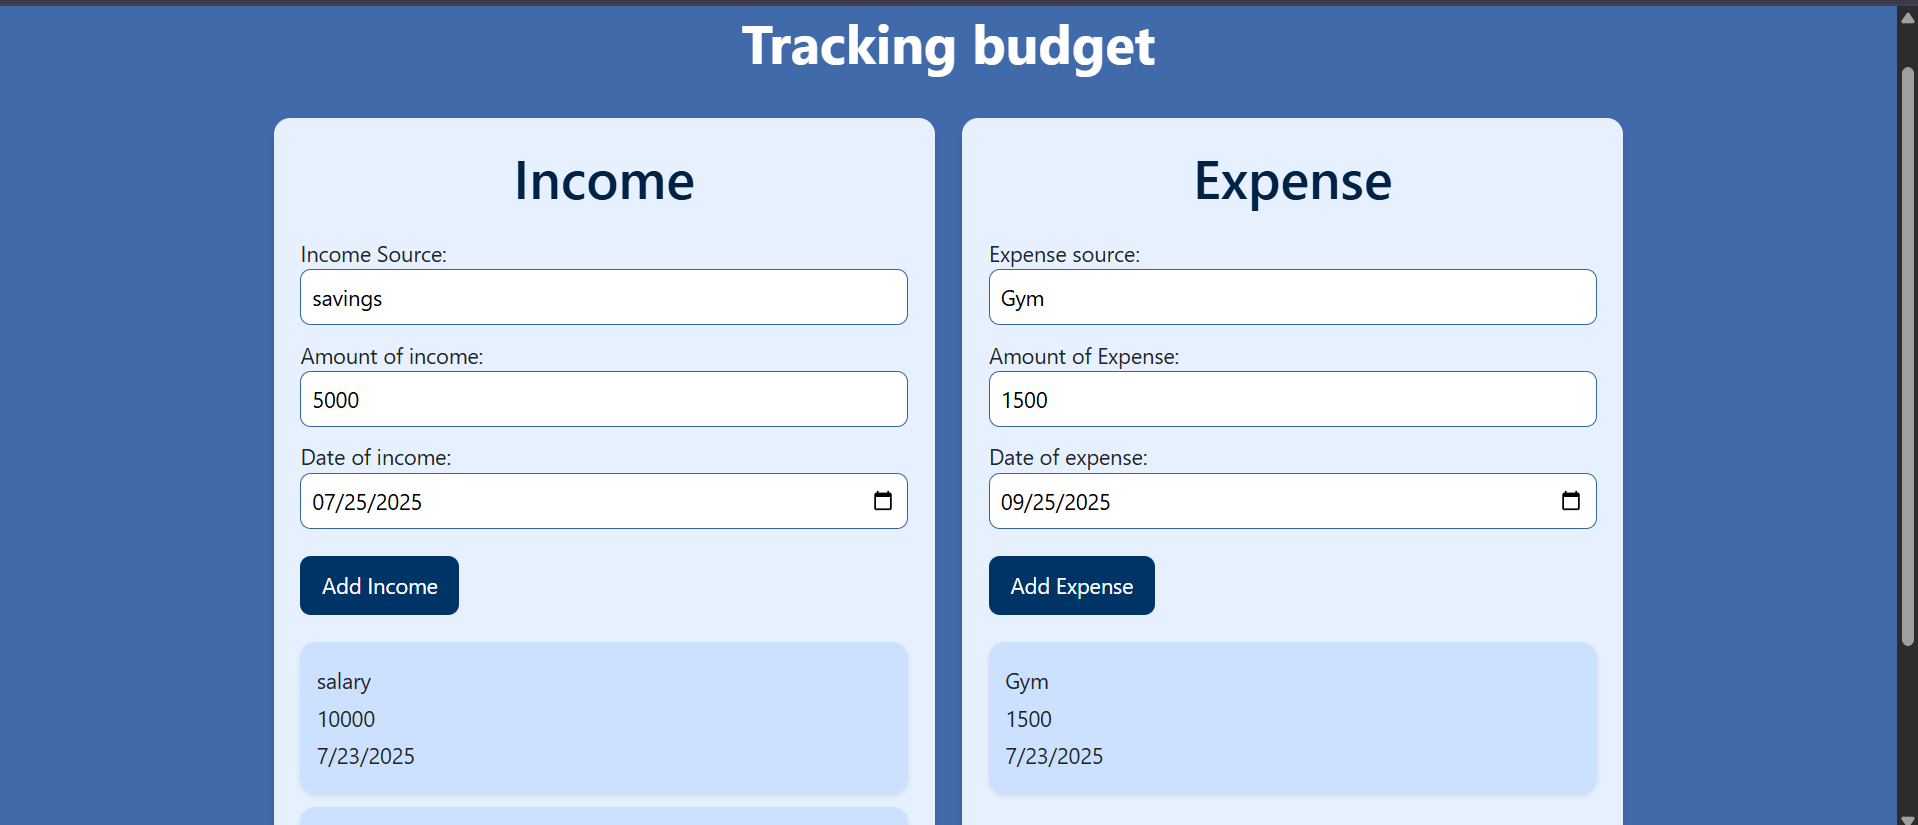 Tracking budget
Income
Income Source:
savings
Amount of income:
5000
Date of income:
07/25/2025
Add Income
salary
10000
7/23/2025
Expense
Expense source:
Gym
Amount of Expense:
1500
Date of expense:
09/25/2025
Add Expense
Gym
1500
7/23/2025